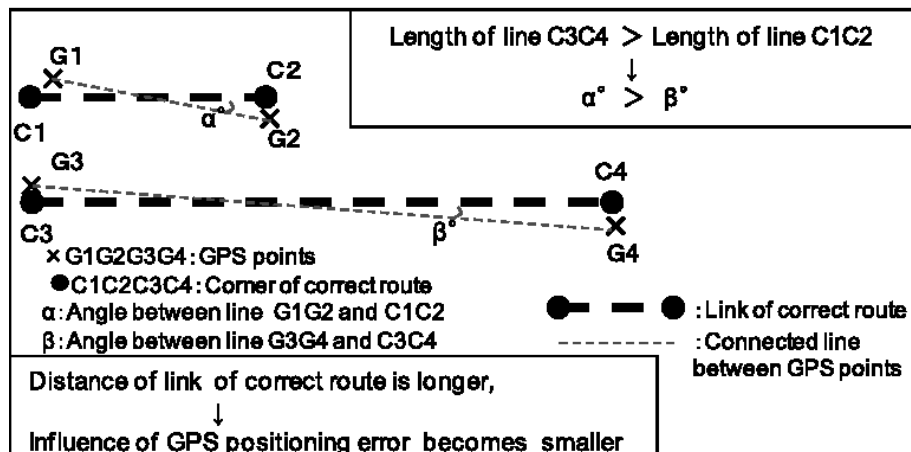 Length of line C3C4 > Length of line C1C2
↓
α° > β°
G1
C2
α°
C1
G2
G3
C4
β°
C3
G4
×G1G2G3G4：GPS points
●C1C2C3C4：Corner of correct route
α：Angle between line G1G2 and C1C2
β：Angle between line G3G4 and C3C4
：Link of correct route
：Connected line
between GPS points
Distance of link of correct route is longer,
↓
Influence of GPS positioning error becomes smaller